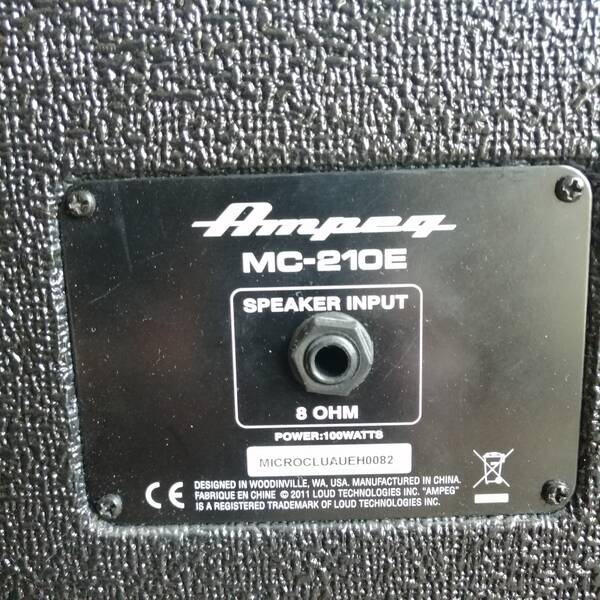 Ampeg
MC-210E
SPEAKER INPUT
8 OHM
POWER:100WATTS
MICROCLUAUEH0082
CE
DESIGNED IN WOODINVILLE, WA, USA. MANUFACTURED IN CHINA.
FABRIQUE EN CHINE © 2011 LOUD TECHNOLOGIES INC. "AMPEG"
IS A REGISTERED TRADEMARK OF LOUD TECHNOLOGIES INC.